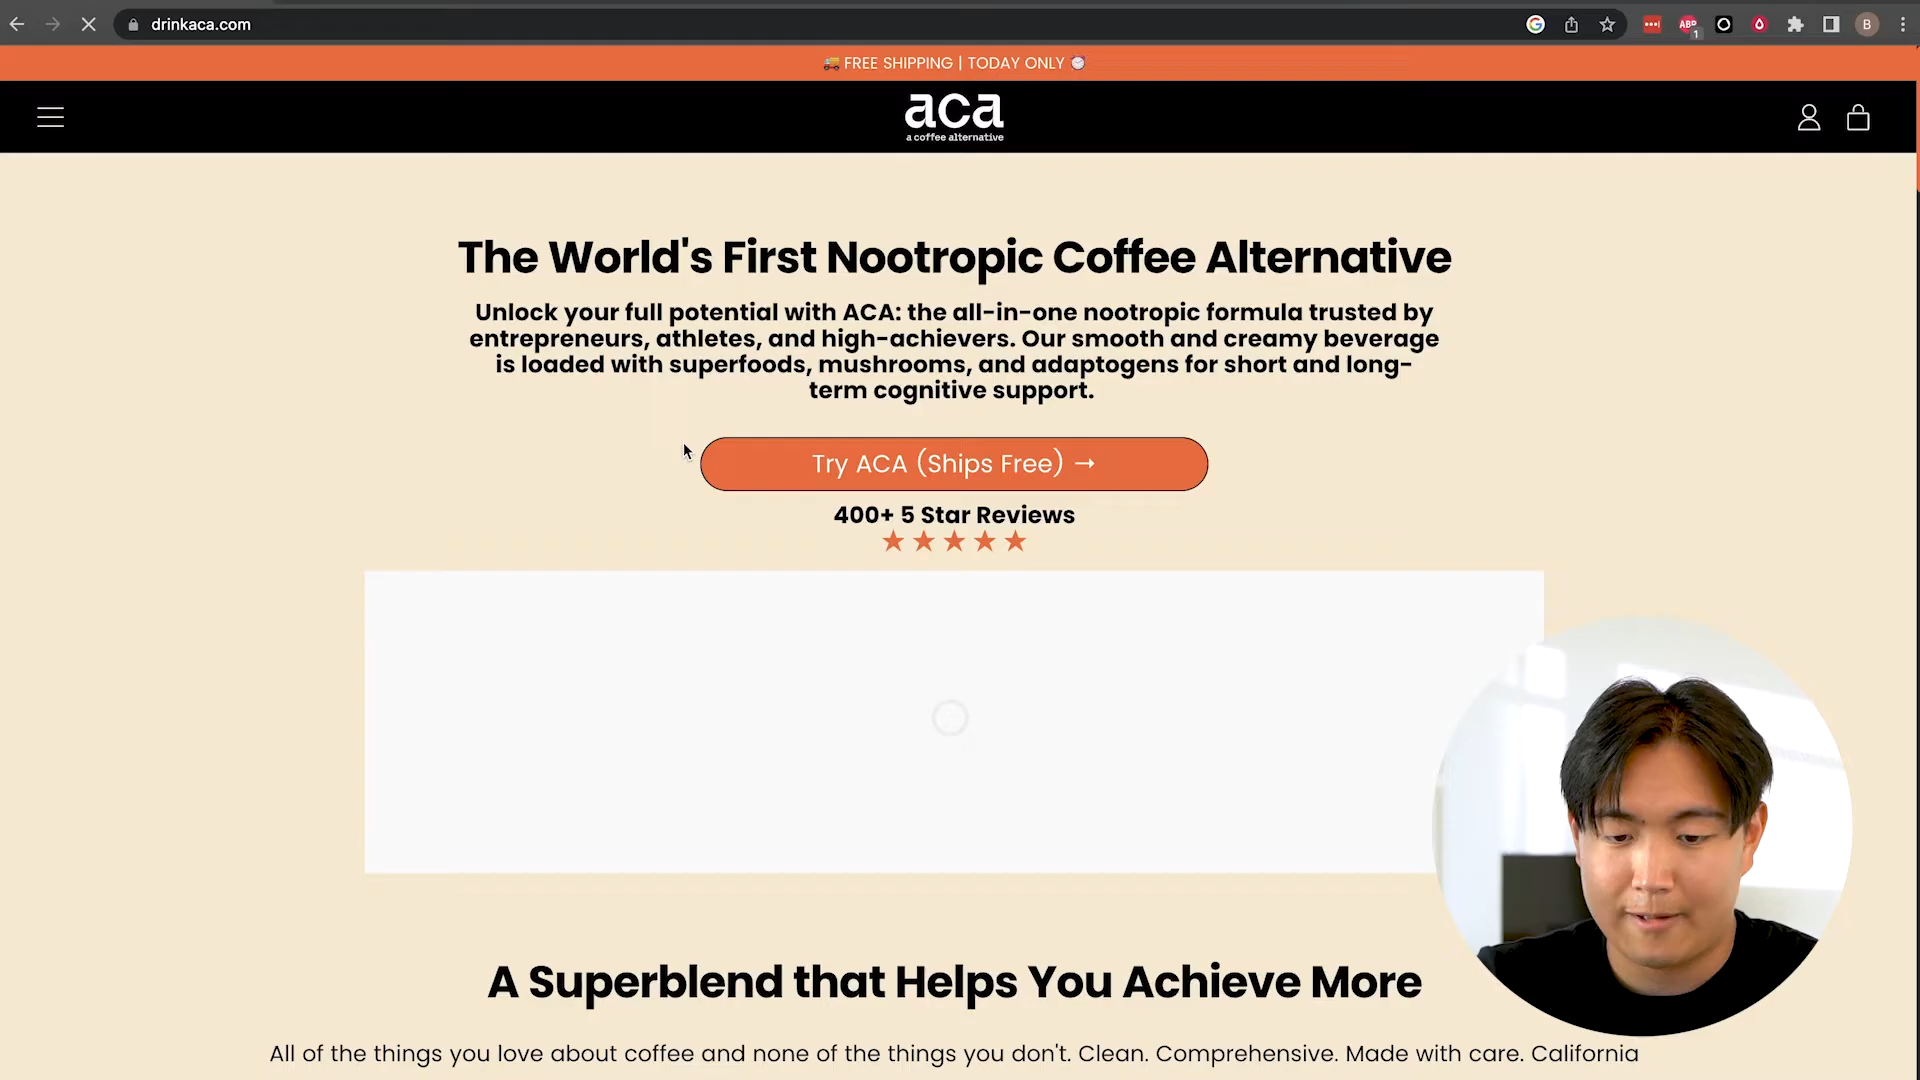 drinkaca.com
ABP
1
B
🚚 FREE SHIPPING | TODAY ONLY ⏰
aca
a coffee alternative
The World's First Nootropic Coffee Alternative
Unlock your full potential with ACA: the all-in-one nootropic formula trusted by
entrepreneurs, athletes, and high-achievers. Our smooth and creamy beverage
is loaded with superfoods, mushrooms, and adaptogens for short and long-
term cognitive support.
Try ACA (Ships Free) →
400+ 5 Star Reviews
★ ★ ★ ★ ★
A Superblend that Helps You Achieve More
All of the things you love about coffee and none of the things you don't. Clean. Comprehensive. Made with care. California